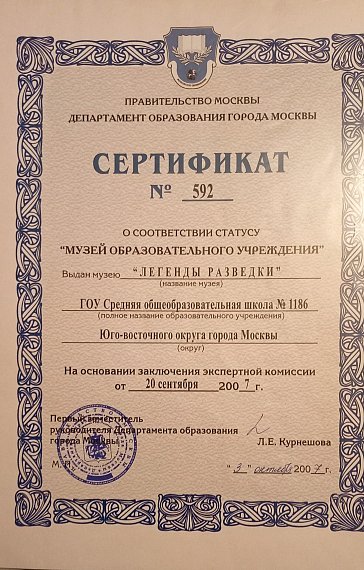 ПРАВИТЕЛЬСТВО МОСКВЫ
ДЕПАРТАМЕНТ ОБРАЗОВАНИЯ ГОРОДА МОСКВЫ
СЕРТИФИКАТ
№ 592
О СООТВЕТСТВИИ СТАТУСУ
“МУЗЕЙ ОБРАЗОВАТЕЛЬНОГО УЧРЕЖДЕНИЯ”
Выдан музею “ЛЕГЕНДЫ РАЗВЕДКИ”
(название музея)
ГОУ Средняя общеобразовательная школа № 1186
(полное название образовательного учреждения)
Юго-восточного округа города Москвы
(округ)
На основании заключения экспертной комиссии
от 20 сентября 2007 г.
Первый заместитель
руководителя Департамента образования
города Москвы
Л.Е. Курнешова
М.П.
“ 3 ” октября 2007 г.